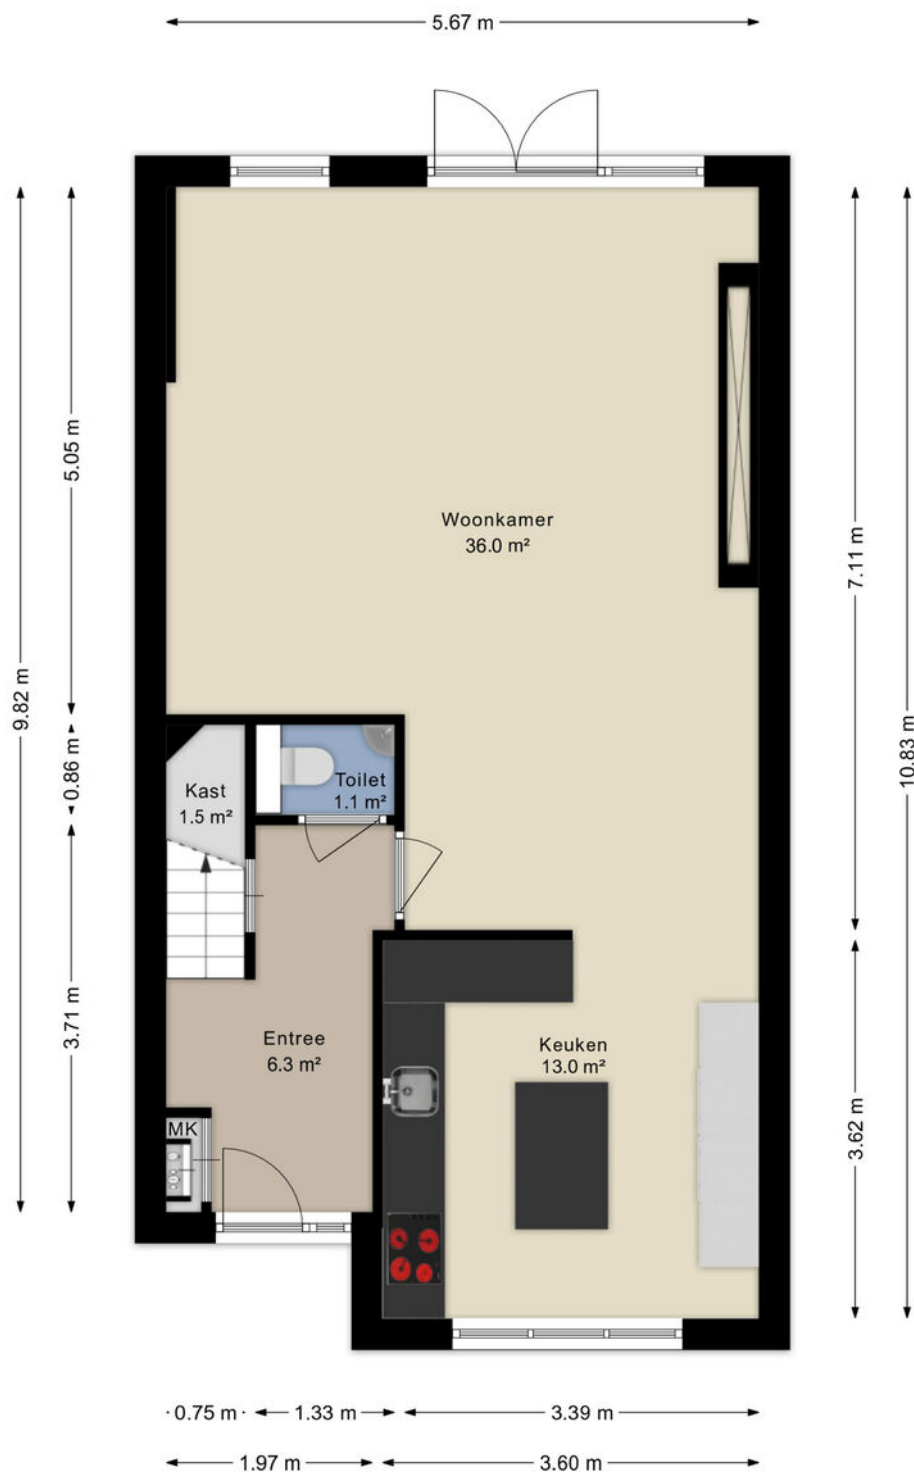 5.67 m
9.82 m
5.05 m
0.86 m
3.71 m
7.11 m
10.83 m
3.62 m
Woonkamer
36.0 m²
Kast
1.5 m²
Toilet
1.1 m²
Entree
6.3 m²
Keuken
13.0 m²
MK
0.75 m
1.33 m
3.39 m
1.97 m
3.60 m